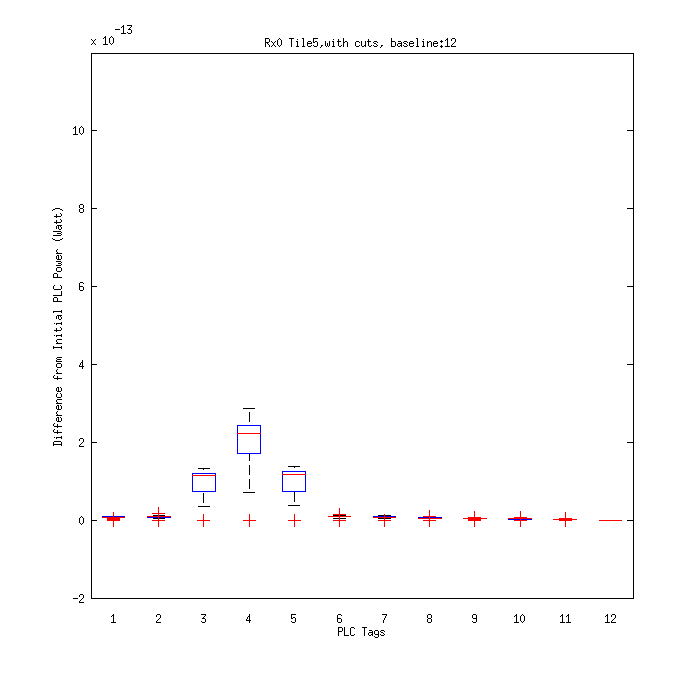 x 10-13
Rx0 Tile5,with cuts, baseline:12
10
8
6
4
2
0
-2
Difference from Initial PLC Power (Watt)
1 2 3 4 5 6 7 8 9 10 11 12
PLC Tags